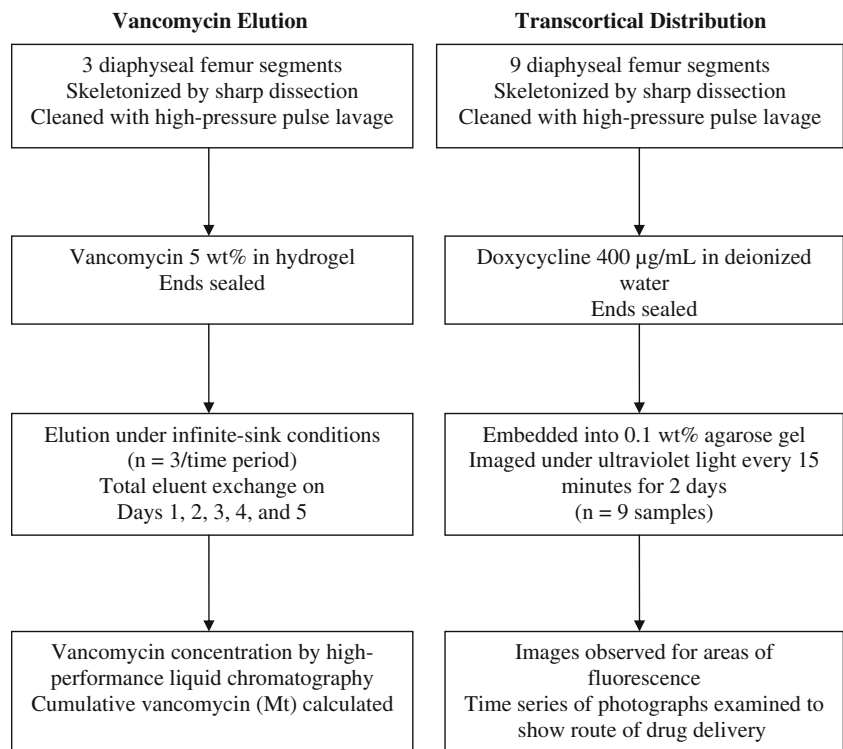 Vancomycin Elution
3 diaphyseal femur segments
Skeletonized by sharp dissection
Cleaned with high-pressure pulse lavage
Vancomycin 5 wt% in hydrogel
Ends sealed
Elution under infinite-sink conditions
(n = 3/time period)
Total eluent exchange on
Days 1, 2, 3, 4, and 5
Vancomycin concentration by high-
performance liquid chromatography
Cumulative vancomycin (Mt) calculated
Transcortical Distribution
9 diaphyseal femur segments
Skeletonized by sharp dissection
Cleaned with high-pressure pulse lavage
Doxycycline 400 µg/mL in deionized
water
Ends sealed
Embedded into 0.1 wt% agarose gel
Imaged under ultraviolet light every 15
minutes for 2 days
(n = 9 samples)
Images observed for areas of
fluorescence
Time series of photographs examined to
show route of drug delivery